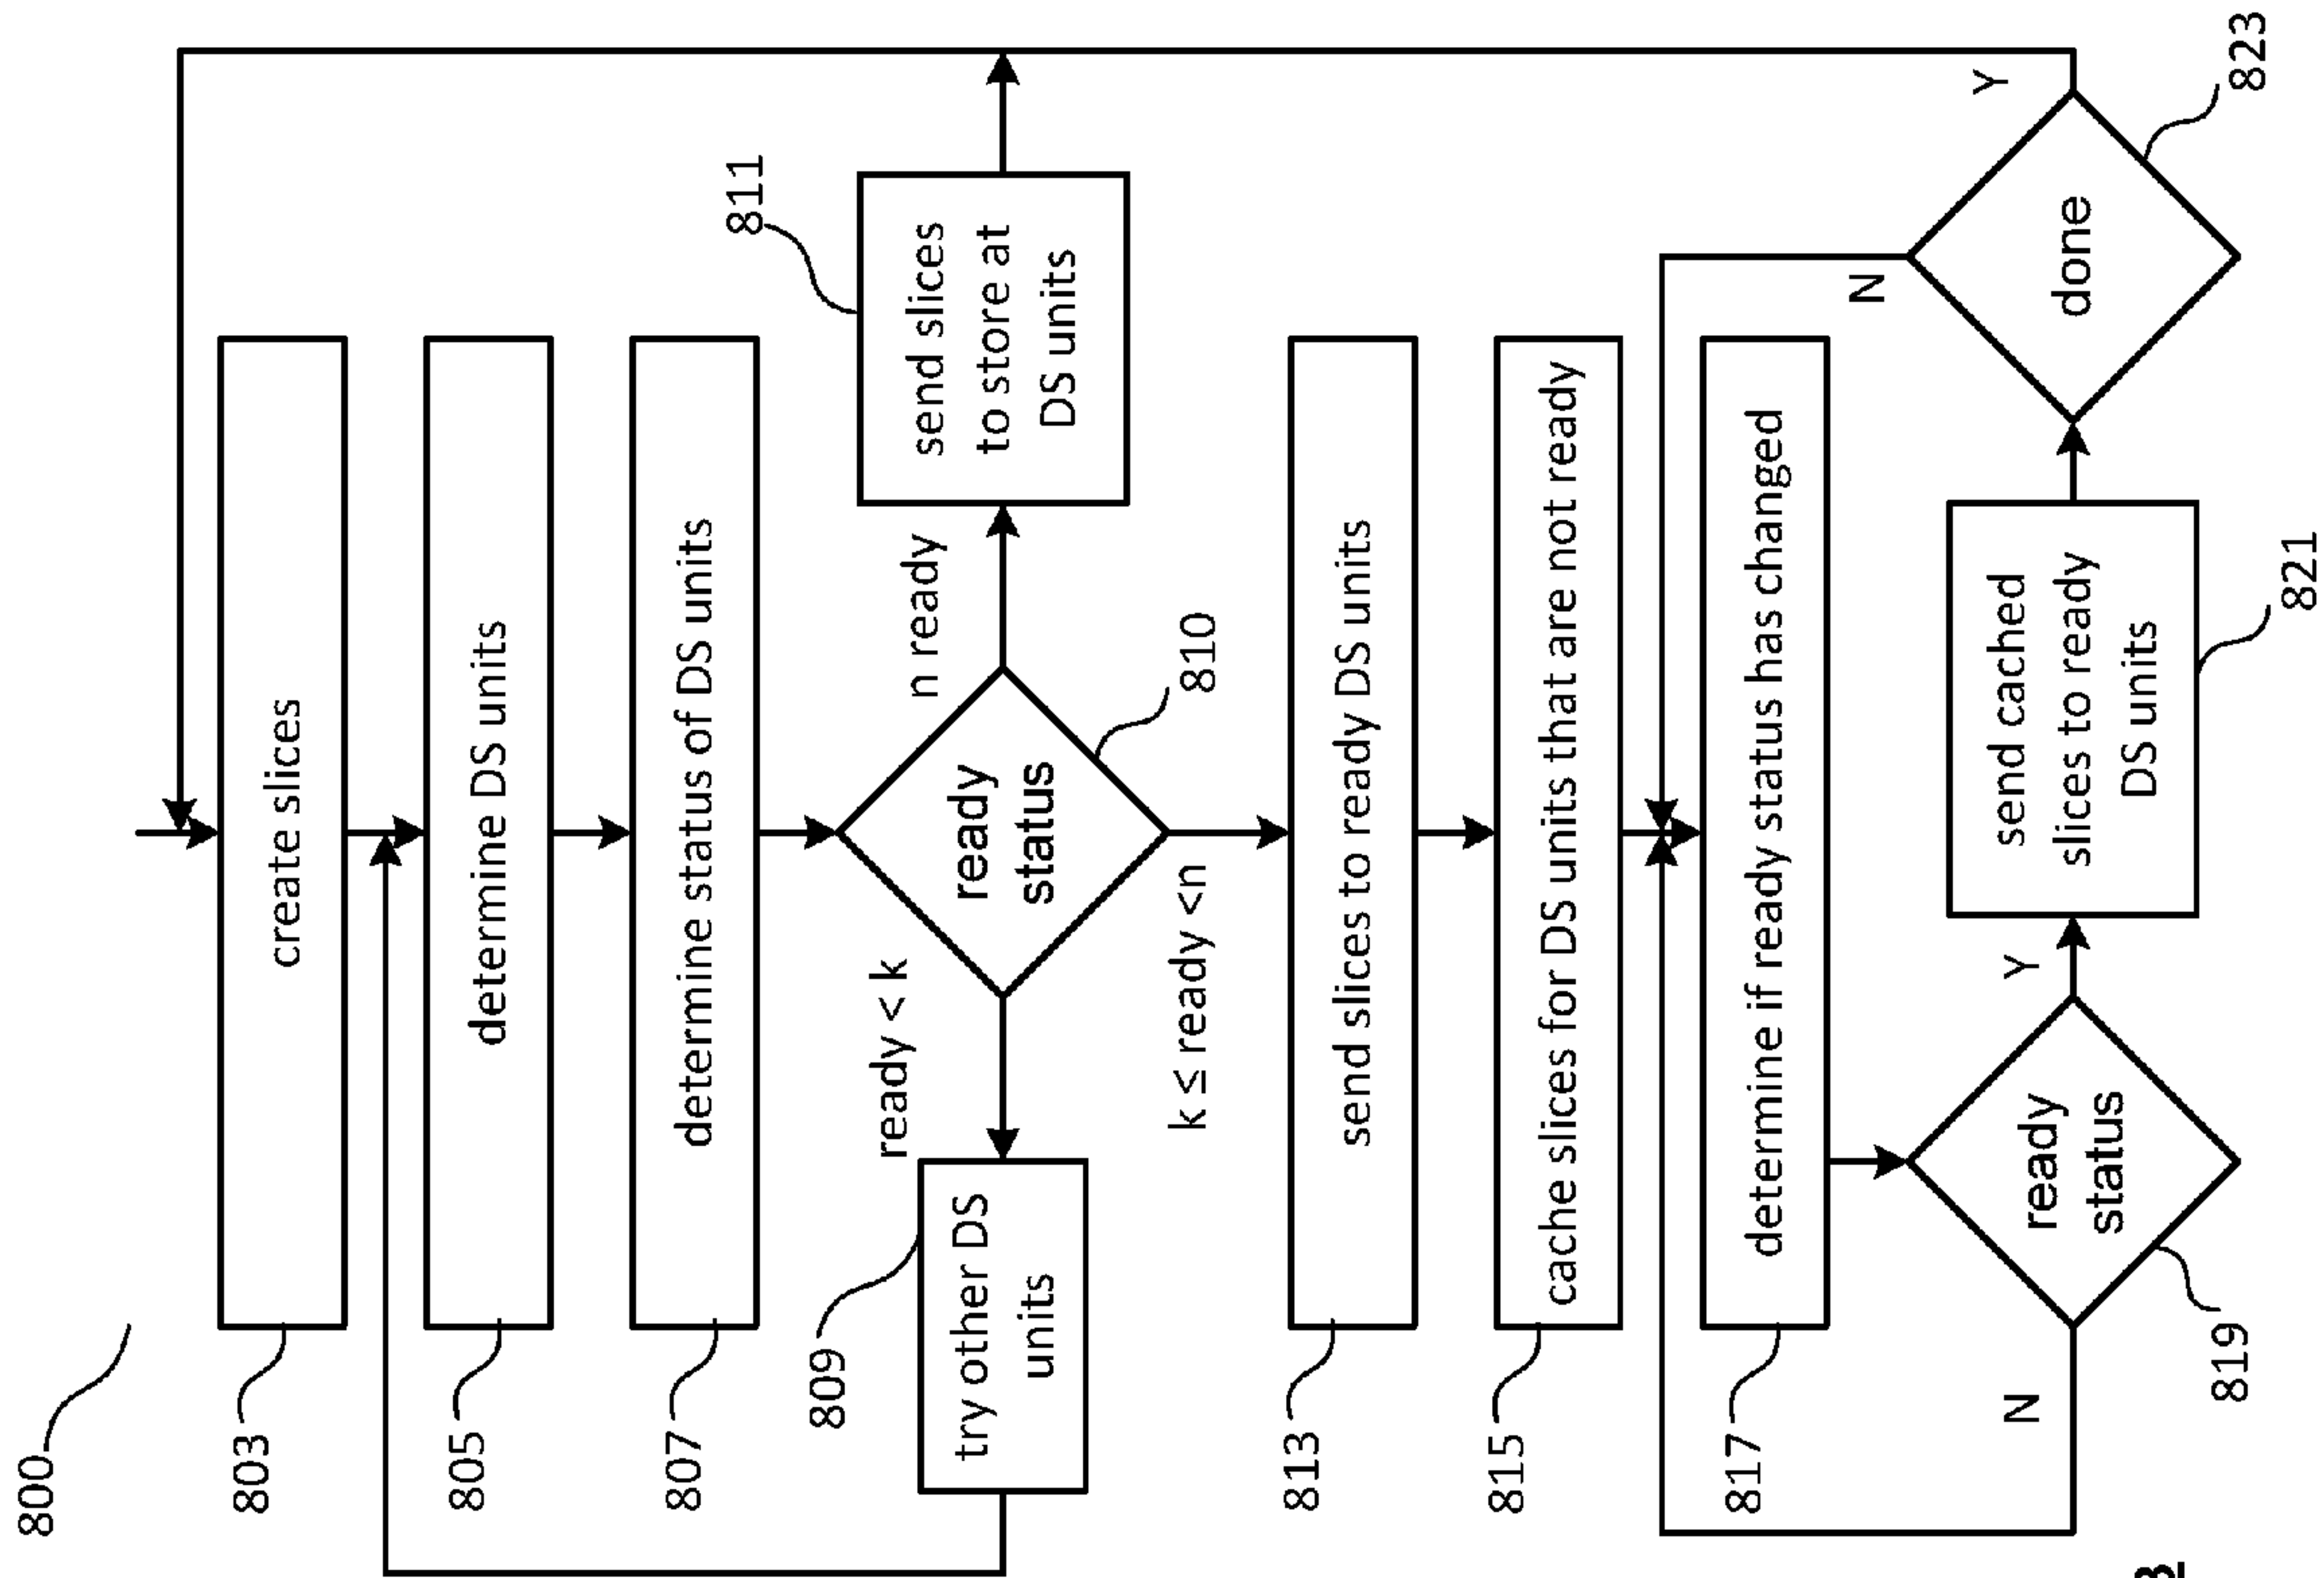 800
803
create slices
805
determine DS units
807
determine status of DS units
ready < k
n ready
809
try other DS
units
ready
status
810
811
send slices
to store at
DS units
k ≤ ready <n
813
send slices to ready DS units
815
cache slices for DS units that are not ready
817
determine if ready status has changed
N
ready
status
819
Y
send cached
slices to ready
DS units
821
N
done
Y
823